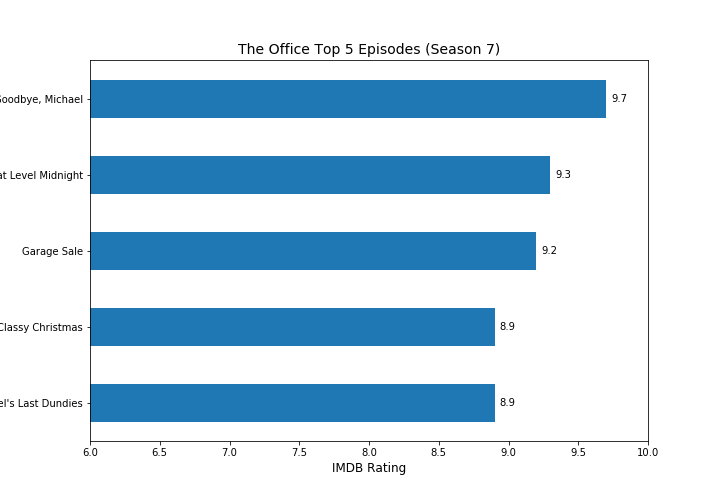 The Office Top 5 Episodes (Season 7)
Goodbye, Michael
9.7
at Level Midnight
9.3
Garage Sale
9.2
Classy Christmas
8.9
el's Last Dundies
8.9
6.0 6.5 7.0 7.5 8.0 8.5 9.0 9.5 10.0
IMDB Rating